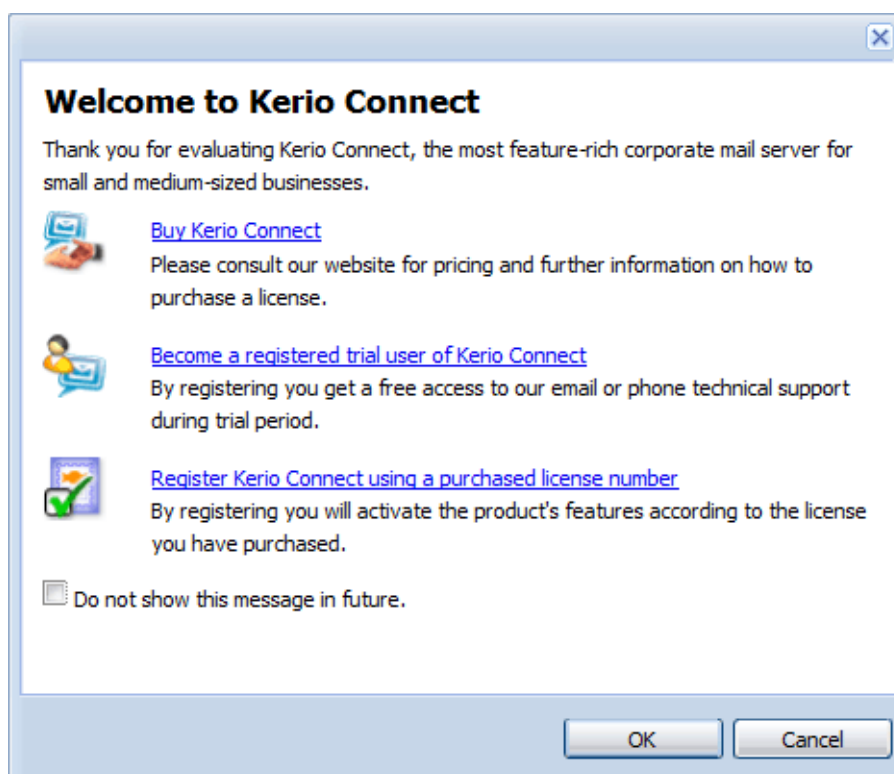 Welcome to Kerio Connect
Thank you for evaluating Kerio Connect, the most feature-rich corporate mail server for
small and medium-sized businesses.
Buy Kerio Connect
Please consult our website for pricing and further information on how to
purchase a license.
Become a registered trial user of Kerio Connect
By registering you get a free access to our email or phone technical support
during trial period.
Register Kerio Connect using a purchased license number
By registering you will activate the product's features according to the license
you have purchased.
Do not show this message in future.
OK
Cancel